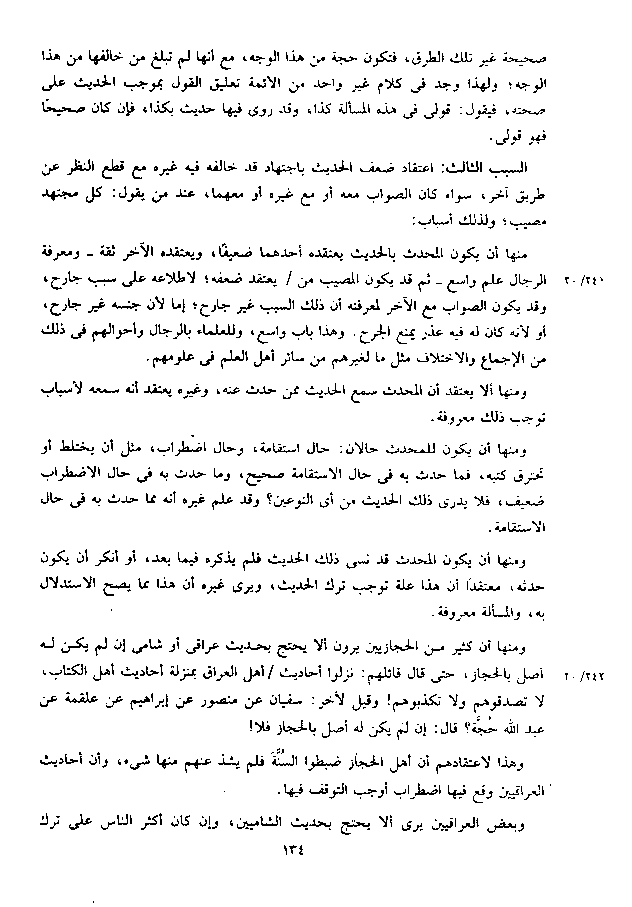 صحيحة غير تلك الطرق، فتكون حجة من هذا الوجه، مع أنها لم تبلغ من خالفها من هذا
الوجه؛ ولهذا وجد فى كلام غير واحد من الأئمة تعليق القول بموجب الحديث على
صحته، فيقول: قولى فى هذه المسألة كذا، وقد روى فيها حديث بكذا، فإن كان صحيحًا
فهو قولى.
السبب الثالث: اعتقاد ضعف الحديث باجتهاد قد خالفه فيه غيره مع قطع النظر عن
طريق آخر، سواء كان الصواب معه أو مع غيره أو معهما، عند من يقول: كل مجتهد
مصيب؛ ولذلك أسباب:
منها أن يكون المحدث بالحديث يعتقده أحدهما ضعيفًا، ويعتقده الآخر ثقة ـ ومعرفة
الرجال علم واسع ـ ثم قد يكون المصيب من / يعتقد ضعفه؛ لاطلاعه على سبب جارح، ٢٠/٢٤١
وقد يكون الصواب مع الآخر لمعرفته أن ذلك السبب غير جارح؛ إما لأن جنسه غير جارح،
أو لأنه كان له فيه عذر يمنع الجرح. وهذا باب واسع، وللعلماء بالرجال وأحوالهم فى ذلك
من الإجماع والاختلاف مثل ما لغيرهم من سائر أهل العلم فى علومهم.
ومنها ألا يعتقد أن المحدث سمع الحديث ممن حدث عنه، وغيره يعتقد أنه سمعه لأسباب
توجب ذلك معروفة.
ومنها أن يكون للمحدث حالان: حال استقامة، وحال اضطراب، مثل أن يختلط أو
تحترق كتبه، فما حدث به فى حال الاستقامة صحيح، وما حدث به فى حال الاضطراب
ضعيف، فلا يدرى ذلك الحديث من أى النوعين؟ وقد علم غيره أنه مما حدث به فى حال
الاستقامة.
ومنها أن يكون المحدث قد نسى ذلك الحديث فلم يذكره فيما بعد، أو أنكر أن يكون
حدثه، معتقدًا أن هذا علة توجب ترك الحديث، ويرى غيره أن هذا مما يصح الاستدلال
به، والمسألة معروفة.
ومنها أن كثير من الحجازيين يرون ألا يحتج بحديث عراقى أو شامى إن لم يكن له
أصل بالحجاز، حتى قال قائلهم: نزلوا أحاديث / أهل العراق بمنزلة أحاديث أهل الكتاب، ٢٠/٢٤٢
لا تصدقوهم ولا تكذبوهم! وقيل لآخر: سفيان عن منصور عن إبراهيم عن علقمة عن
عبد الله حُجَّة؟ قال: إن لم يكن له أصل بالحجاز فلا!
وهذا لاعتقادهم أن أهل الحجاز ضبطوا السُنَّة فلم يشذ عنهم منها شىء، وأن أحاديث
العراقيين وقع فيها اضطراب أوجب التوقف فيها.
وبعض العراقيين يرى ألا يحتج بحديث الشاميين، وإن كان أكثر الناس على ترك
١٣٤